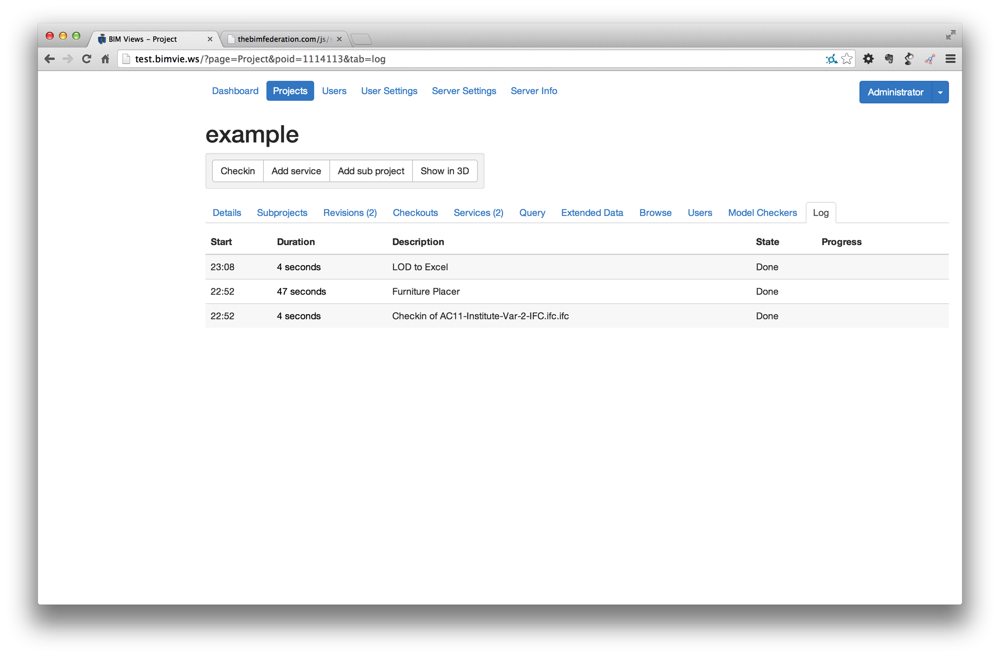 BIM Views – Project
thebimfederation.com/js/s
test.bimvie.ws/?page=Project&poid=1114113&tab=log
Dashboard Projects Users User Settings Server Settings Server Info Administrator
example
Checkin Add service Add sub project Show in 3D
Details Subprojects Revisions (2) Checkouts Services (2) Query Extended Data Browse Users Model Checkers Log
Start Duration Description State Progress
23:08 4 seconds LOD to Excel Done
22:52 47 seconds Furniture Placer Done
22:52 4 seconds Checkin of AC11-Institute-Var-2-IFC.ifc.ifc Done